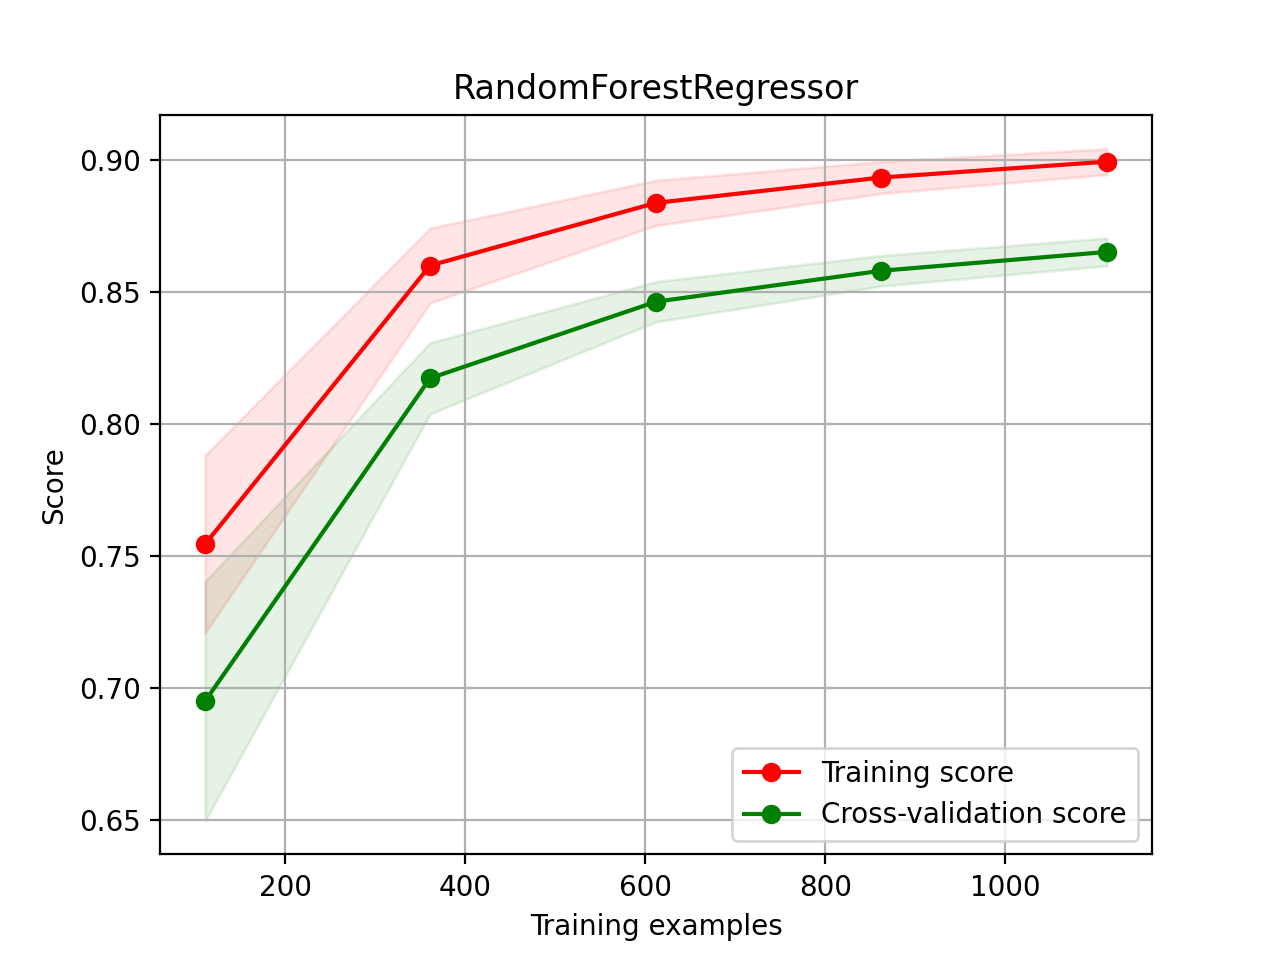 RandomForestRegressor
0.90
0.85
0.80
0.75
0.70
0.65
Score
Training score
Cross-validation score
200 400 600 800 1000
Training examples